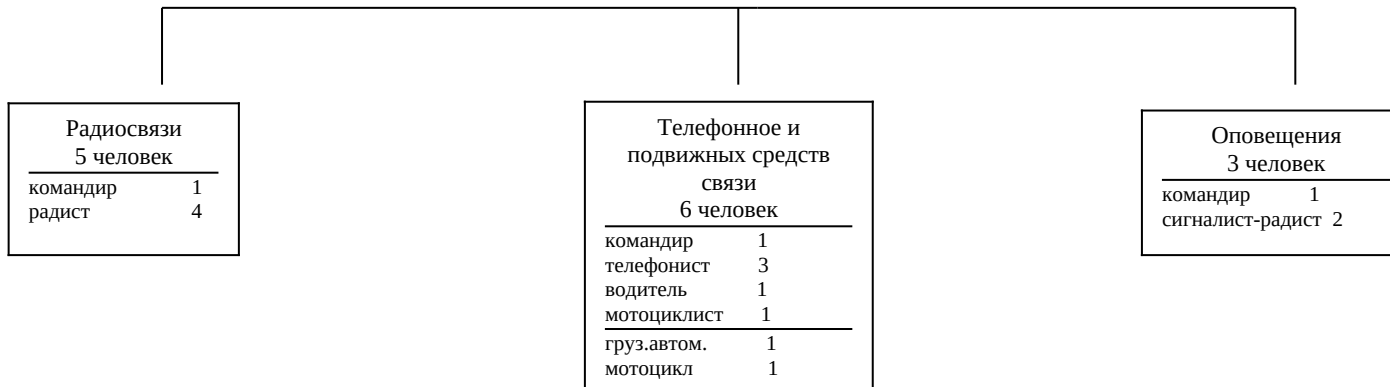 Радиосвязи
5 человек
командир 1
радист 4
Телефонное и
подвижных средств
связи
6 человек
командир 1
телефонист 3
водитель 1
мотоциклист 1
груз.автом. 1
мотоцикл 1
Оповещения
3 человек
командир 1
сигналист-радист 2